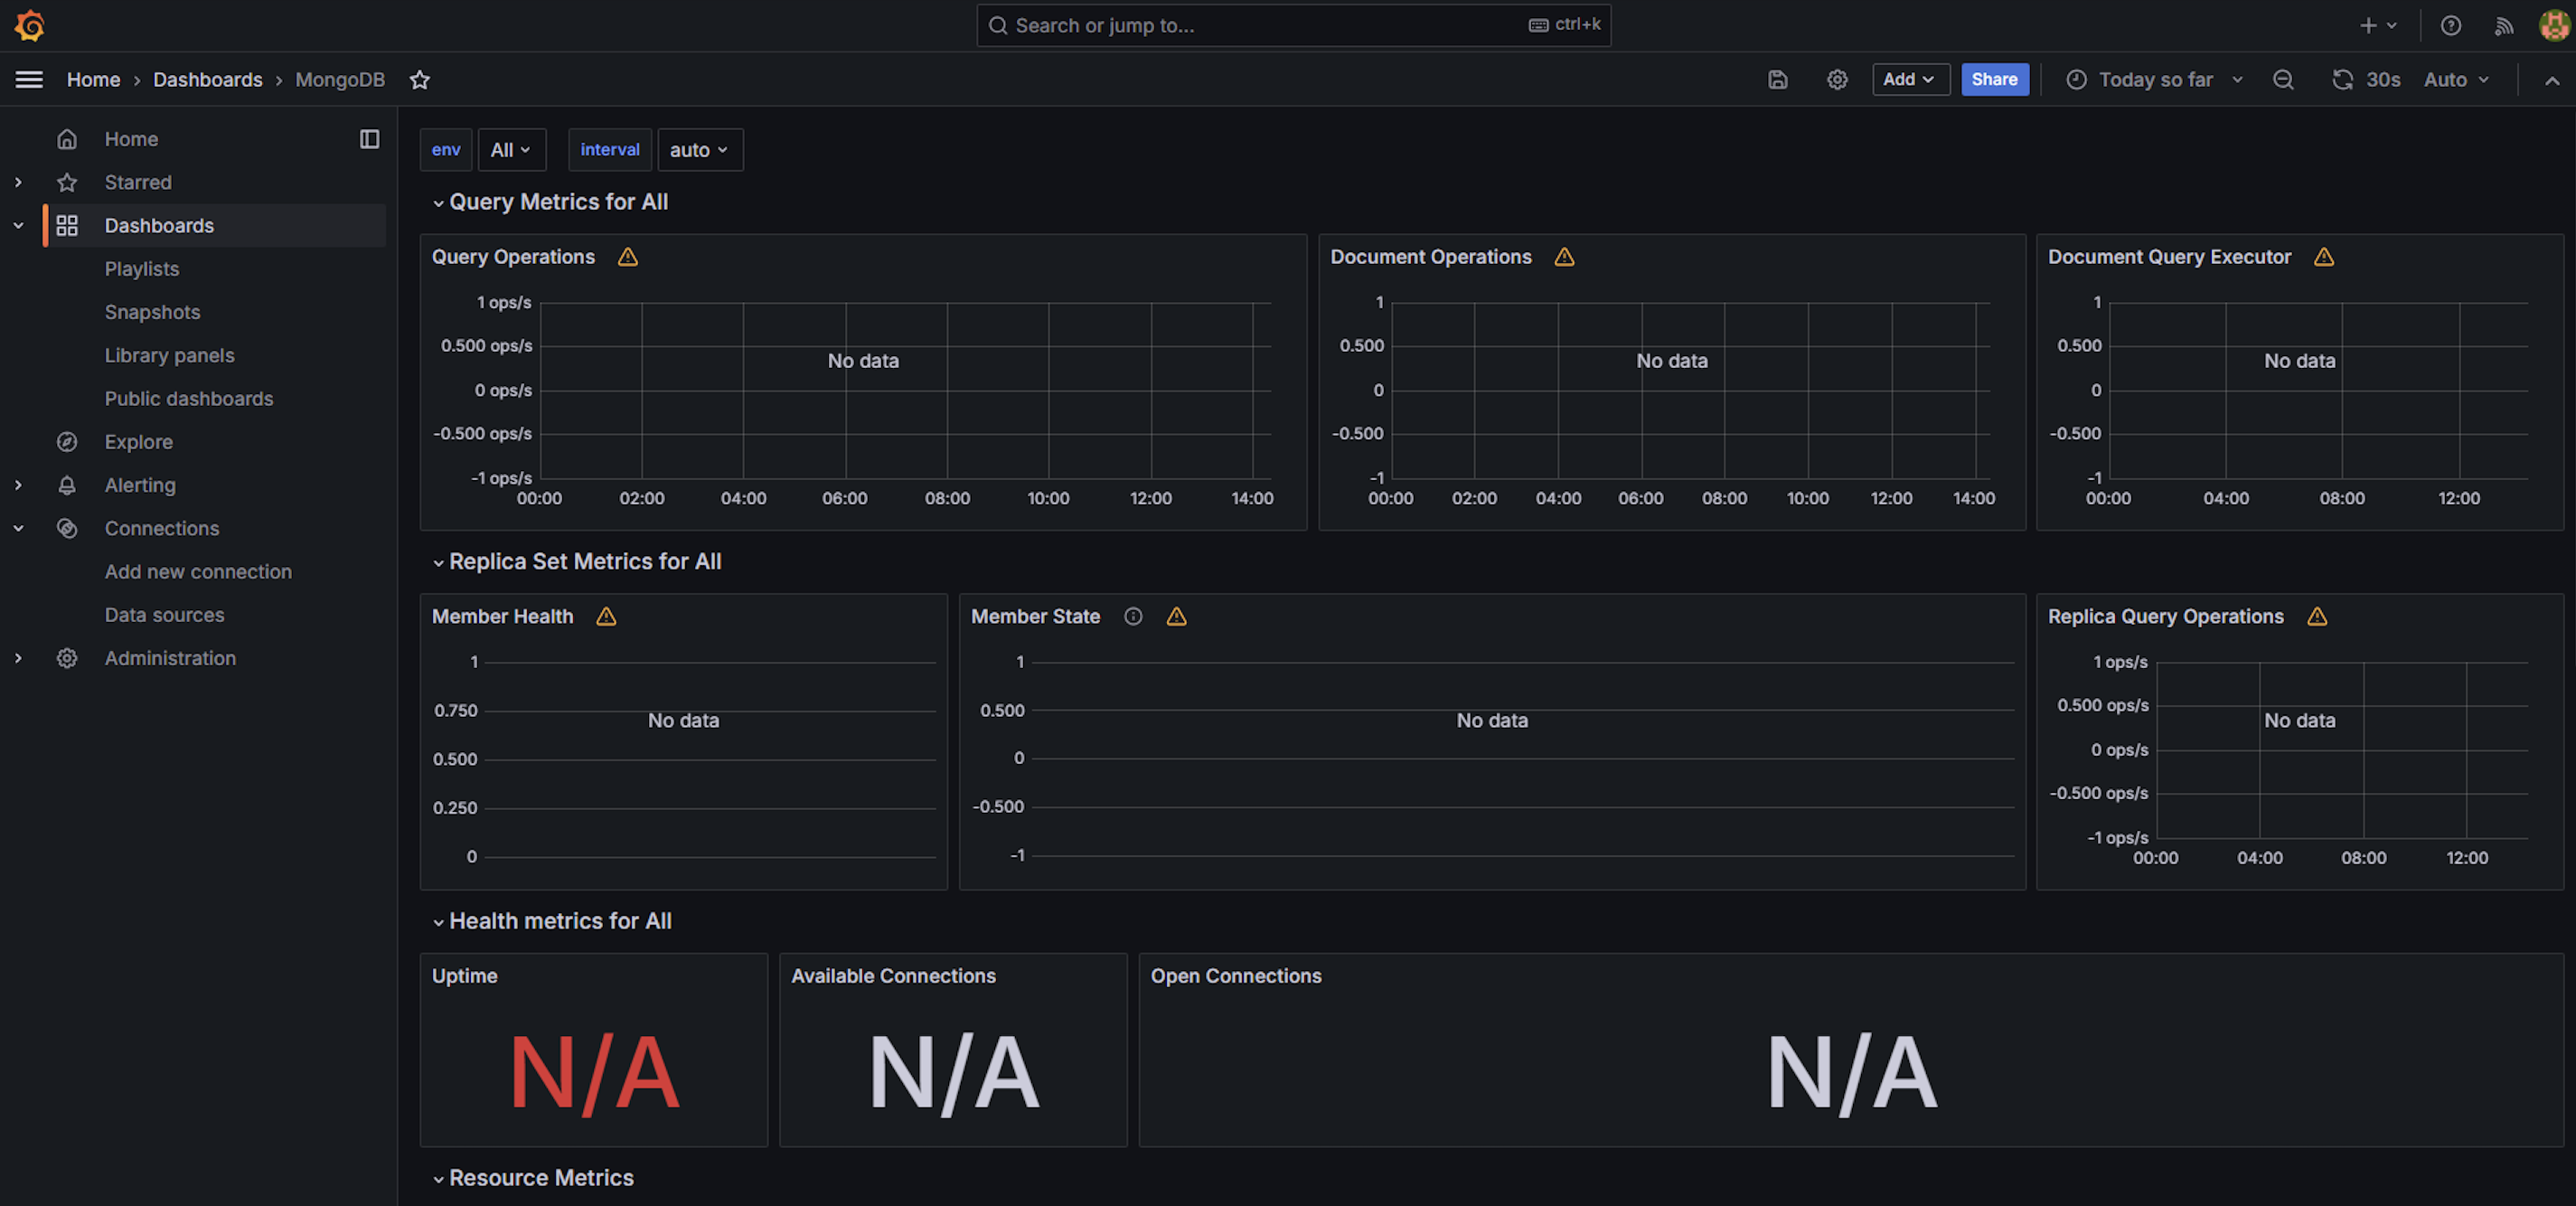 Search or jump to... ctrl+k
Home › Dashboards › MongoDB
Add
Share
Today so far
30s
Auto
Home
Starred
Dashboards
Playlists
Snapshots
Library panels
Public dashboards
Explore
Alerting
Connections
Add new connection
Data sources
Administration
env All interval auto
Query Metrics for All
Query Operations
1 ops/s
0.500 ops/s
0 ops/s
-0.500 ops/s
-1 ops/s
No data
00:00 02:00 04:00 06:00 08:00 10:00 12:00 14:00
Document Operations
1
0.500
0
-0.500
-1
No data
00:00 02:00 04:00 06:00 08:00 10:00 12:00 14:00
Document Query Executor
1
0.500
0
-0.500
-1
No data
00:00 04:00 08:00 12:00
Replica Set Metrics for All
Member Health
1
0.750
0.500
0.250
0
No data
Member State
1
0.500
0
-0.500
-1
No data
Replica Query Operations
1 ops/s
0.500 ops/s
0 ops/s
-0.500 ops/s
-1 ops/s
No data
00:00 04:00 08:00 12:00
Health metrics for All
Uptime
N/A
Available Connections
N/A
Open Connections
N/A
Resource Metrics